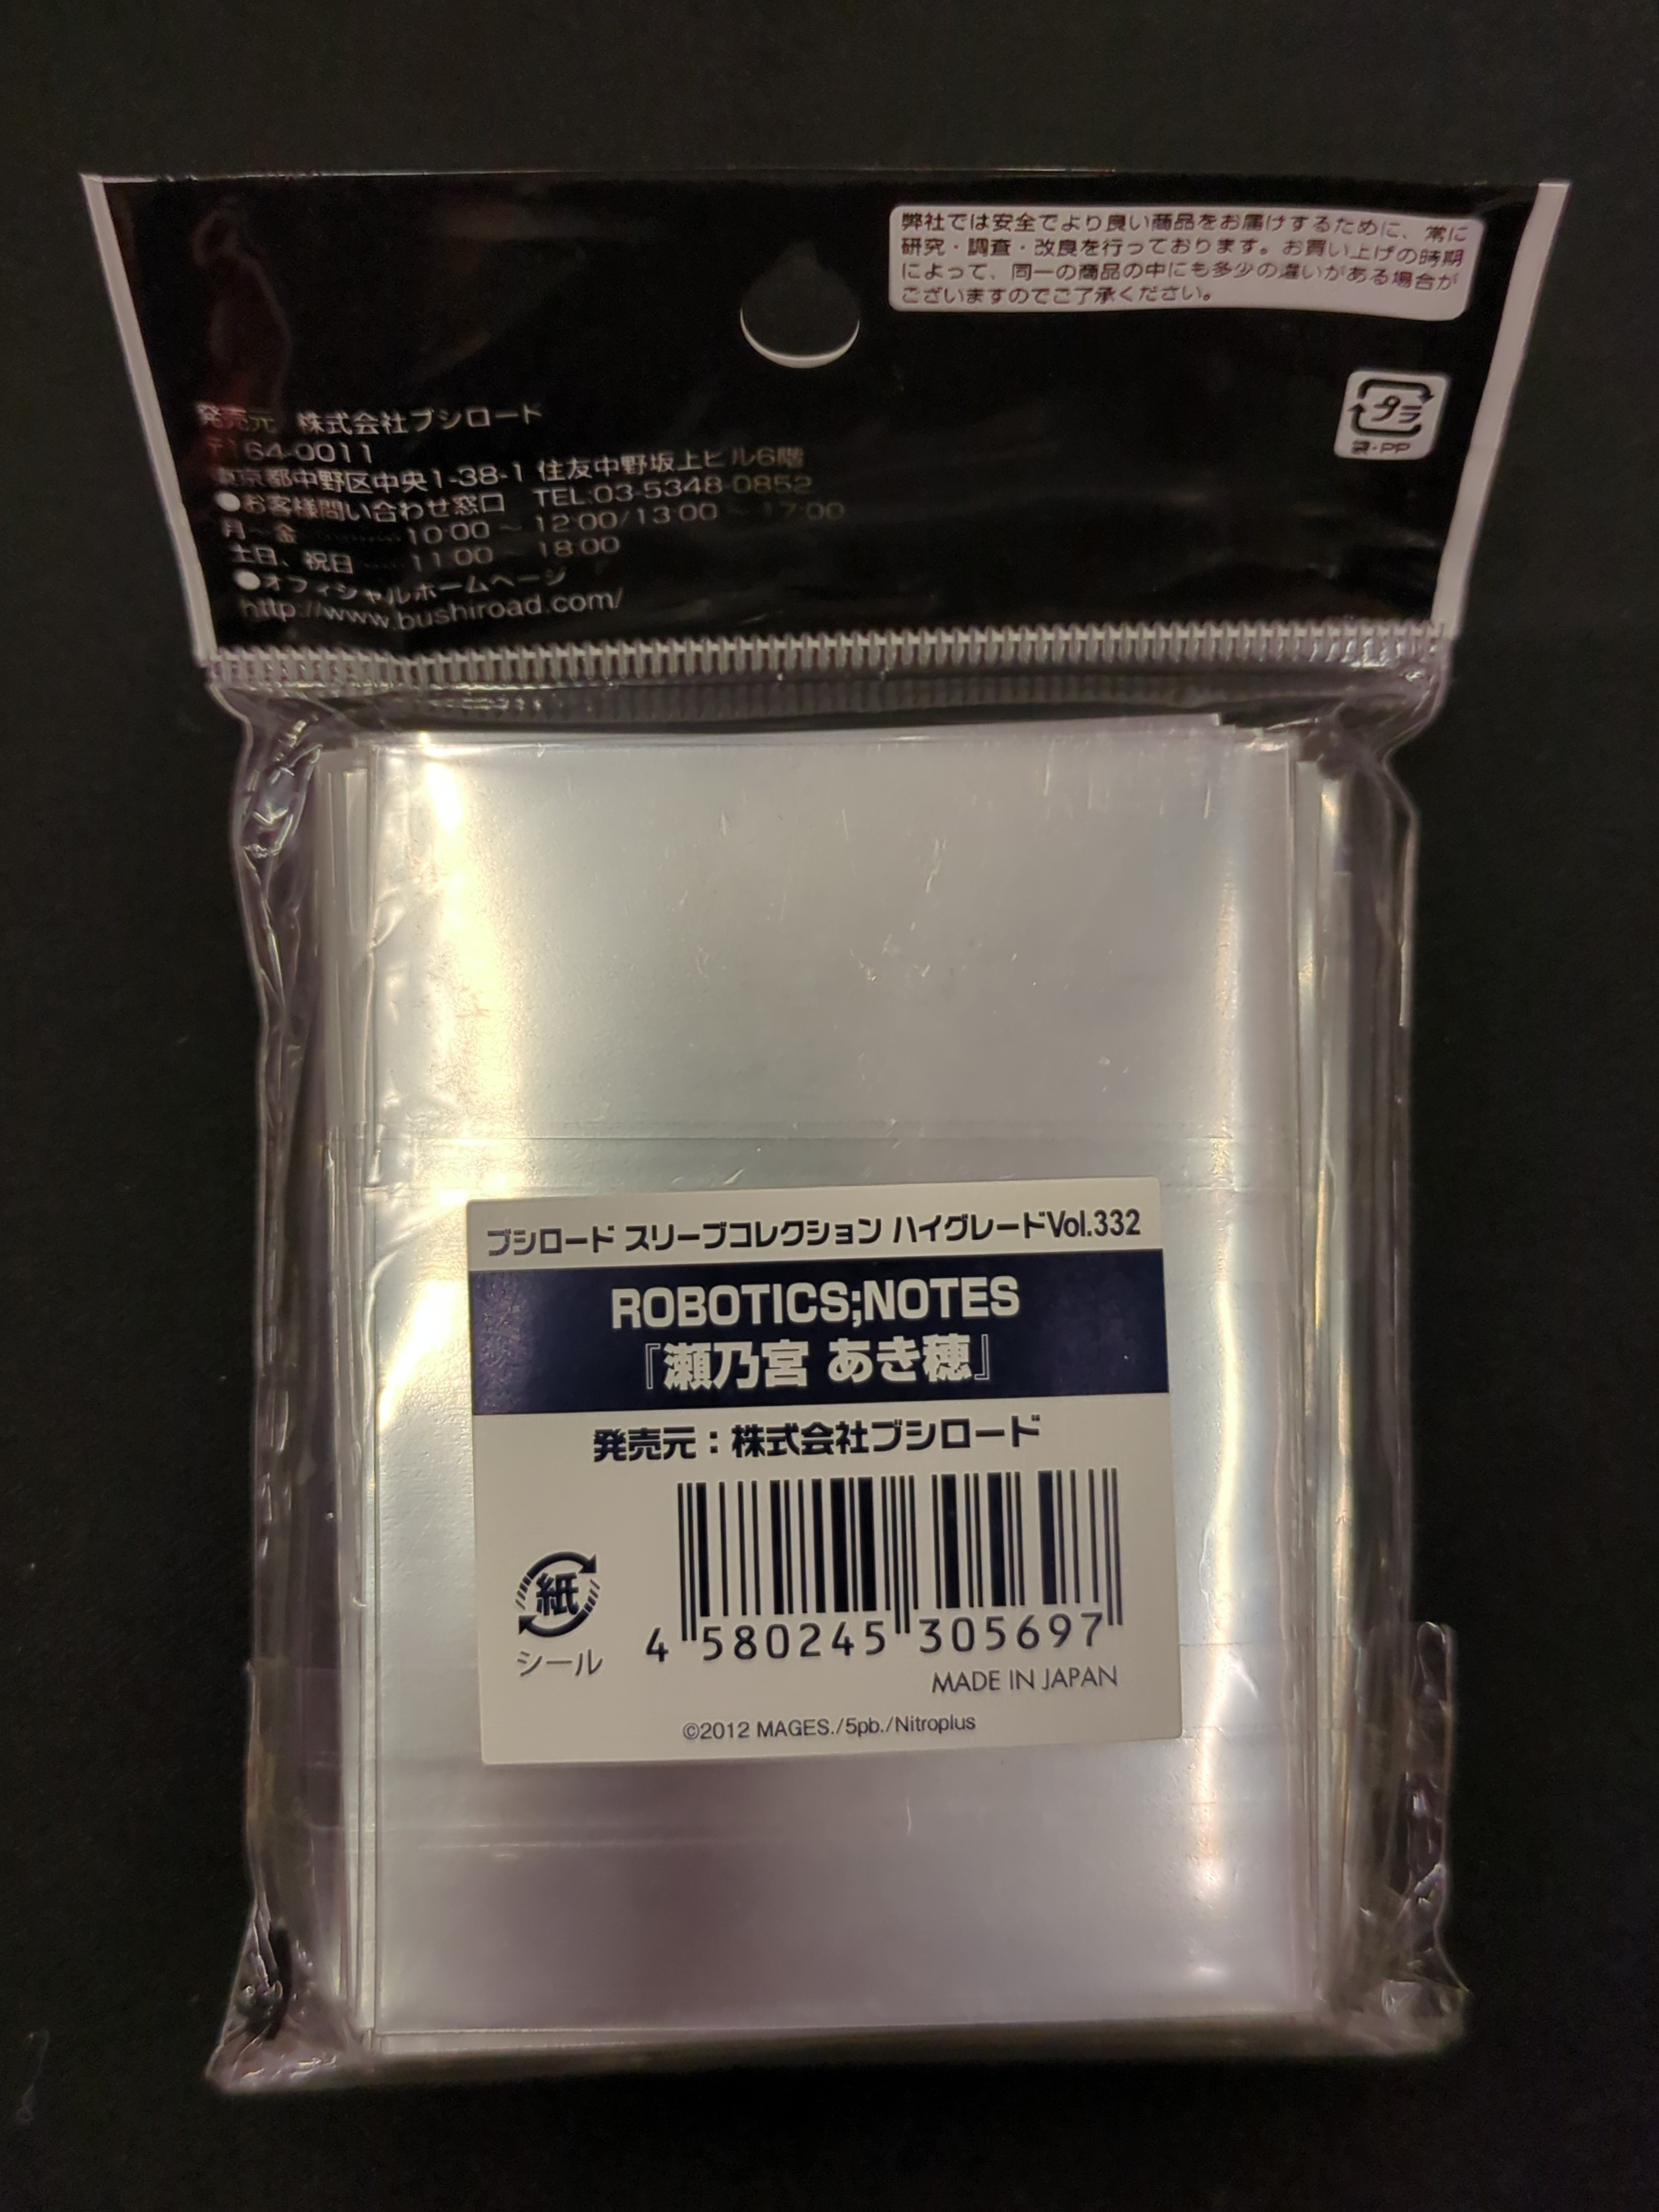 弊社では安全でより良い商品をお届けするために、常に
研究・調査・改良を行っております。お買い上げの時期
によって、同一の商品の中にも多少の違いがある場合が
ございますのでご了承ください。
プラ
袋・PP
発売元 株式会社ブシロード
〒164-0011
東京都中野区中央1-38-1 住友中野坂上ビル6階
●お客様問い合わせ窓口 TEL:03-5348-0852
月～金………10:00～12:00/13:00～17:00
土日、祝日……11:00～18:00
●オフィシャルホームページ
http://www.bushiroad.com/
ブシロード スリーブコレクション ハイグレードVol.332
ROBOTICS;NOTES
『瀬乃宮 あき穂』
発売元：株式会社ブシロード
紙
シール
4 580245 305697
MADE IN JAPAN
©2012 MAGES./5pb./Nitroplus